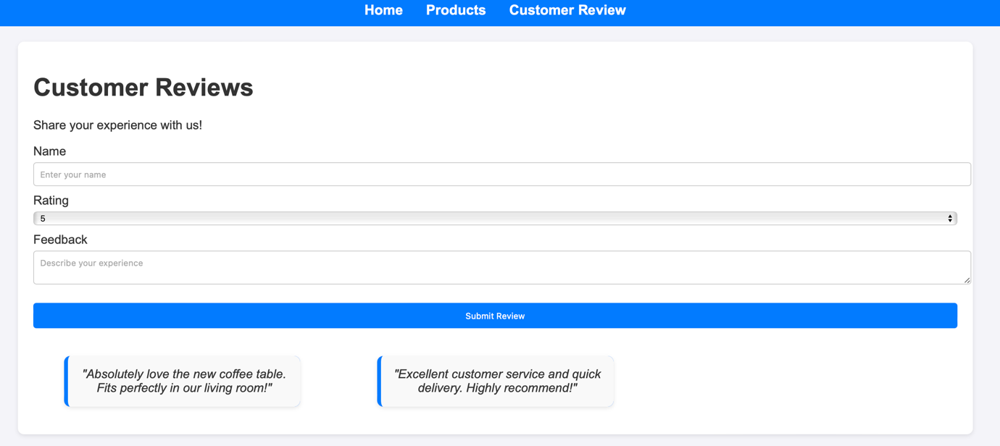 Home Products Customer Review
Customer Reviews
Share your experience with us!
Name
Enter your name
Rating
5
Feedback
Describe your experience
Submit Review
"Absolutely love the new coffee table.
Fits perfectly in our living room!"
"Excellent customer service and quick
delivery. Highly recommend!"